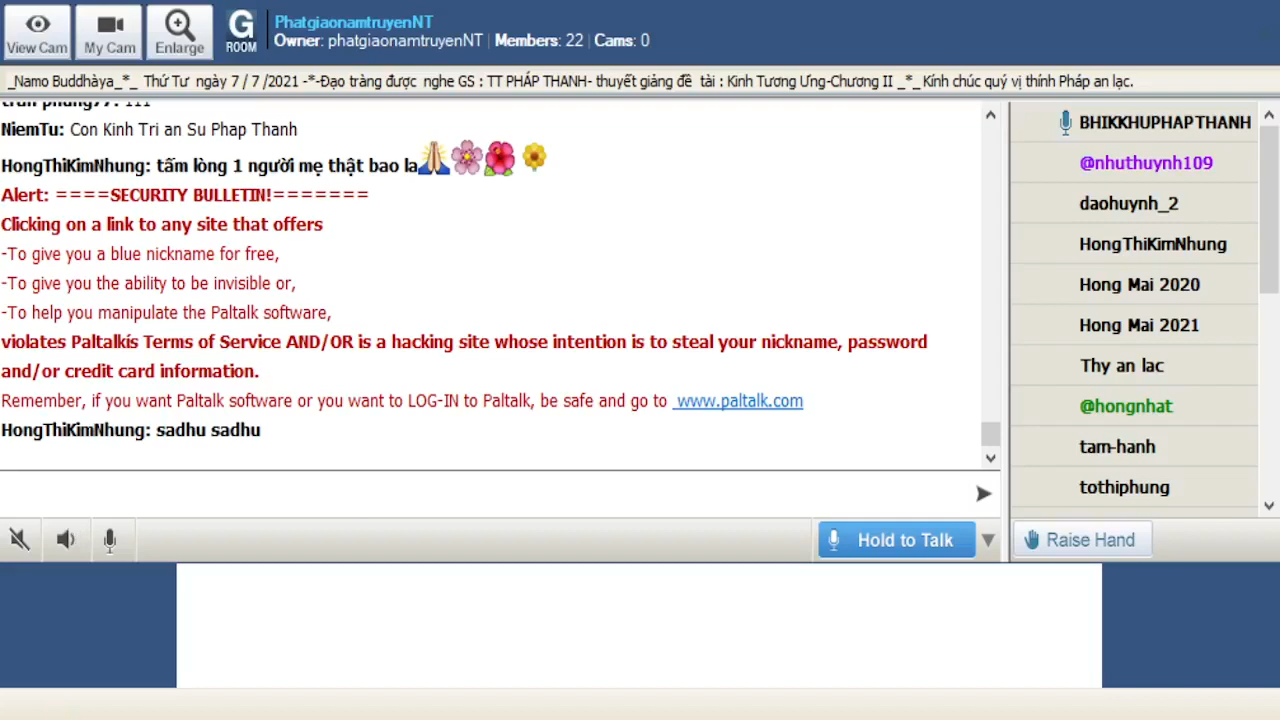 View Cam
My Cam
Enlarge
G
ROOM
PhatgiaonamtruyenNT
Owner: phatgiaonamtruyenNT | Members: 22 | Cams: 0
_Namo Buddhàya_*_ Thứ Tư ngày 7 / 7 /2021 -*-Đạo tràng được nghe GS : TT PHÁP THANH- thuyết giảng đề tài : Kinh Tương Ưng-Chương II _*_Kính chúc quý vị thính Pháp an lạc.
NiemTu: Con Kinh Tri an Su Phap Thanh
HongThiKimNhung: tấm lòng 1 người mẹ thật bao la
Alert: ====SECURITY BULLETIN!=======
Clicking on a link to any site that offers
-To give you a blue nickname for free,
-To give you the ability to be invisible or,
-To help you manipulate the Paltalk software,
violates Paltalkís Terms of Service AND/OR is a hacking site whose intention is to steal your nickname, password
and/or credit card information.
Remember, if you want Paltalk software or you want to LOG-IN to Paltalk, be safe and go to www.paltalk.com
HongThiKimNhung: sadhu sadhu
BHIKKHUPHAPTHANH
@nhuthuynh109
daohuynh_2
HongThiKimNhung
Hong Mai 2020
Hong Mai 2021
Thy an lac
@hongnhat
tam-hanh
tothiphung
Hold to Talk
Raise Hand